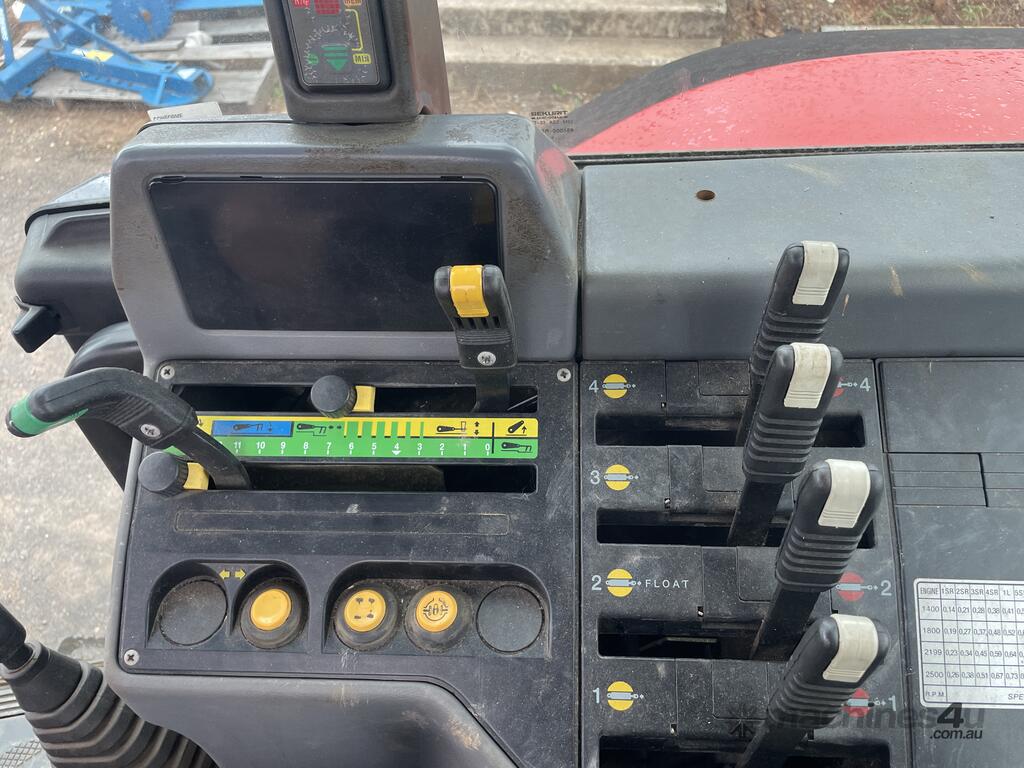 SEKURIT
11 10 9 8 7 6 5 4 3 2 1 0
4
4
3
2 FLOAT
2
1
1
ENGINE 1SR 2SR 3SR 4SR 1L
1400 0,14 0,21 0,28 0,38 0,41
1800 0,19 0,27 0,37 0,48 0,52
2199 0,23 0,34 0,45 0,59 0,64
2500 0,26 0,38 0,51 0,67 0,73
R.P.M.
machines4u
.com.au